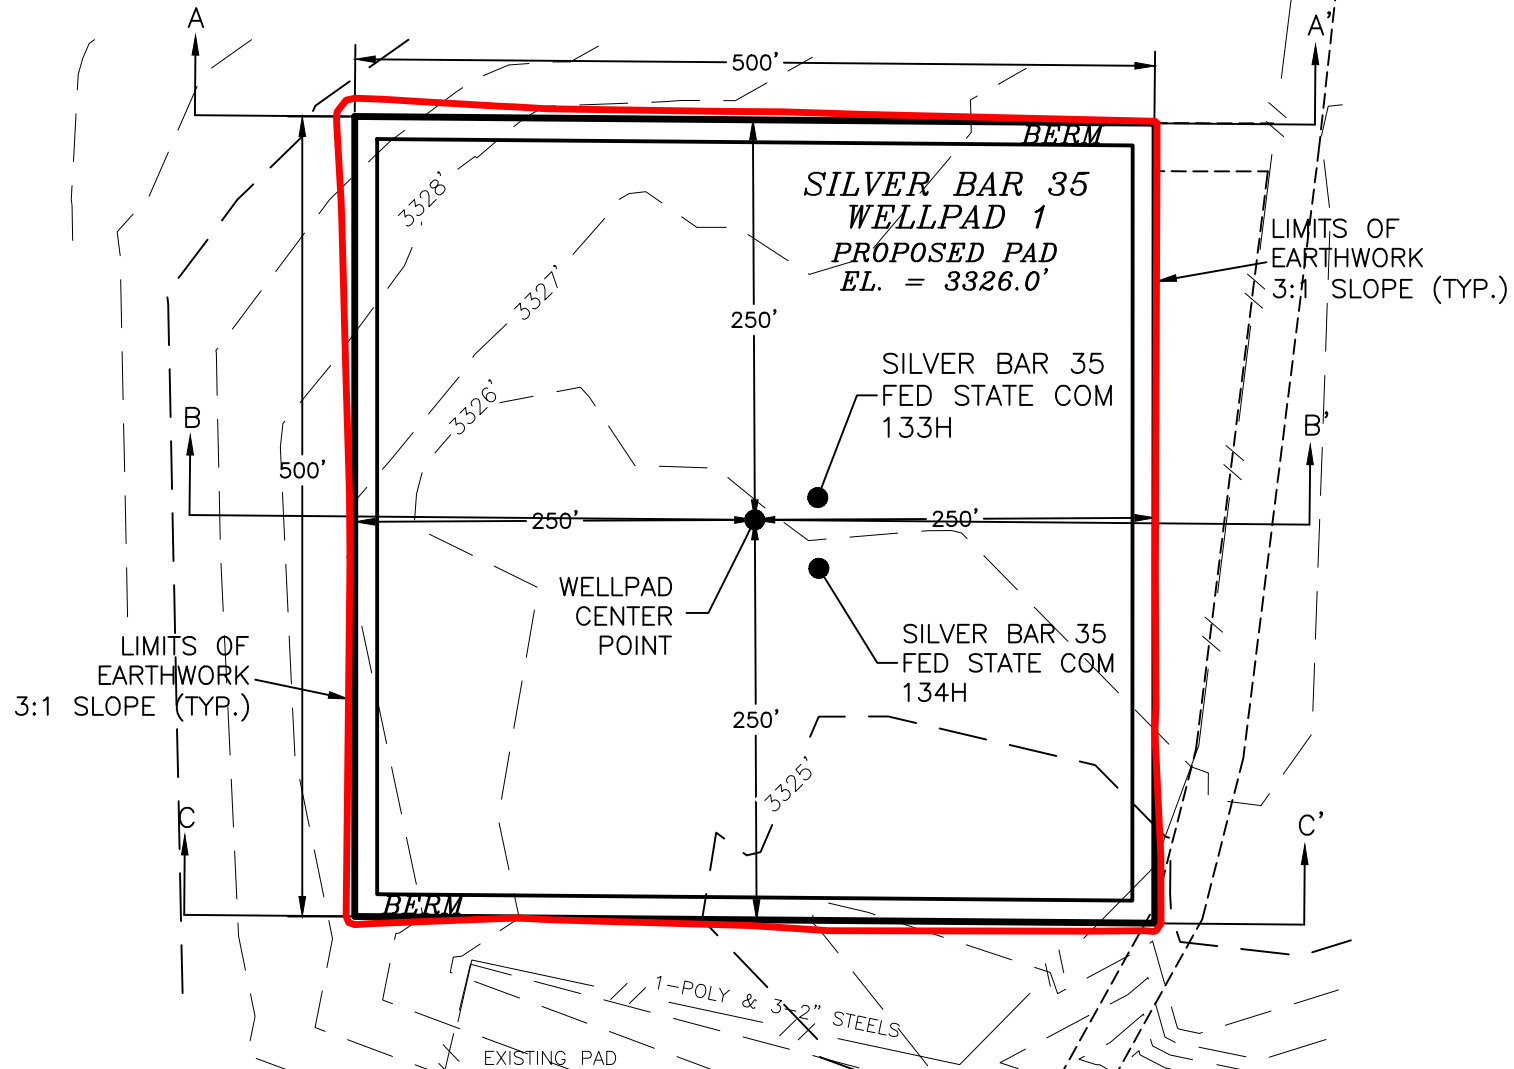 A
A'
500'
BERM
SILVER BAR 35
WELLPAD 1
PROPOSED PAD
EL. = 3326.0'
3328'
LIMITS OF
EARTHWORK
3:1 SLOPE (TYP.)
3327'
250'
SILVER BAR 35
FED STATE COM
133H
3326'
B
B'
500'
250'
250'
WELLPAD
CENTER
POINT
SILVER BAR 35
FED STATE COM
134H
LIMITS OF
EARTHWORK
3:1 SLOPE (TYP.)
250'
3325'
C
C'
BERM
1-POLY & 3-2" STEELS
EXISTING PAD